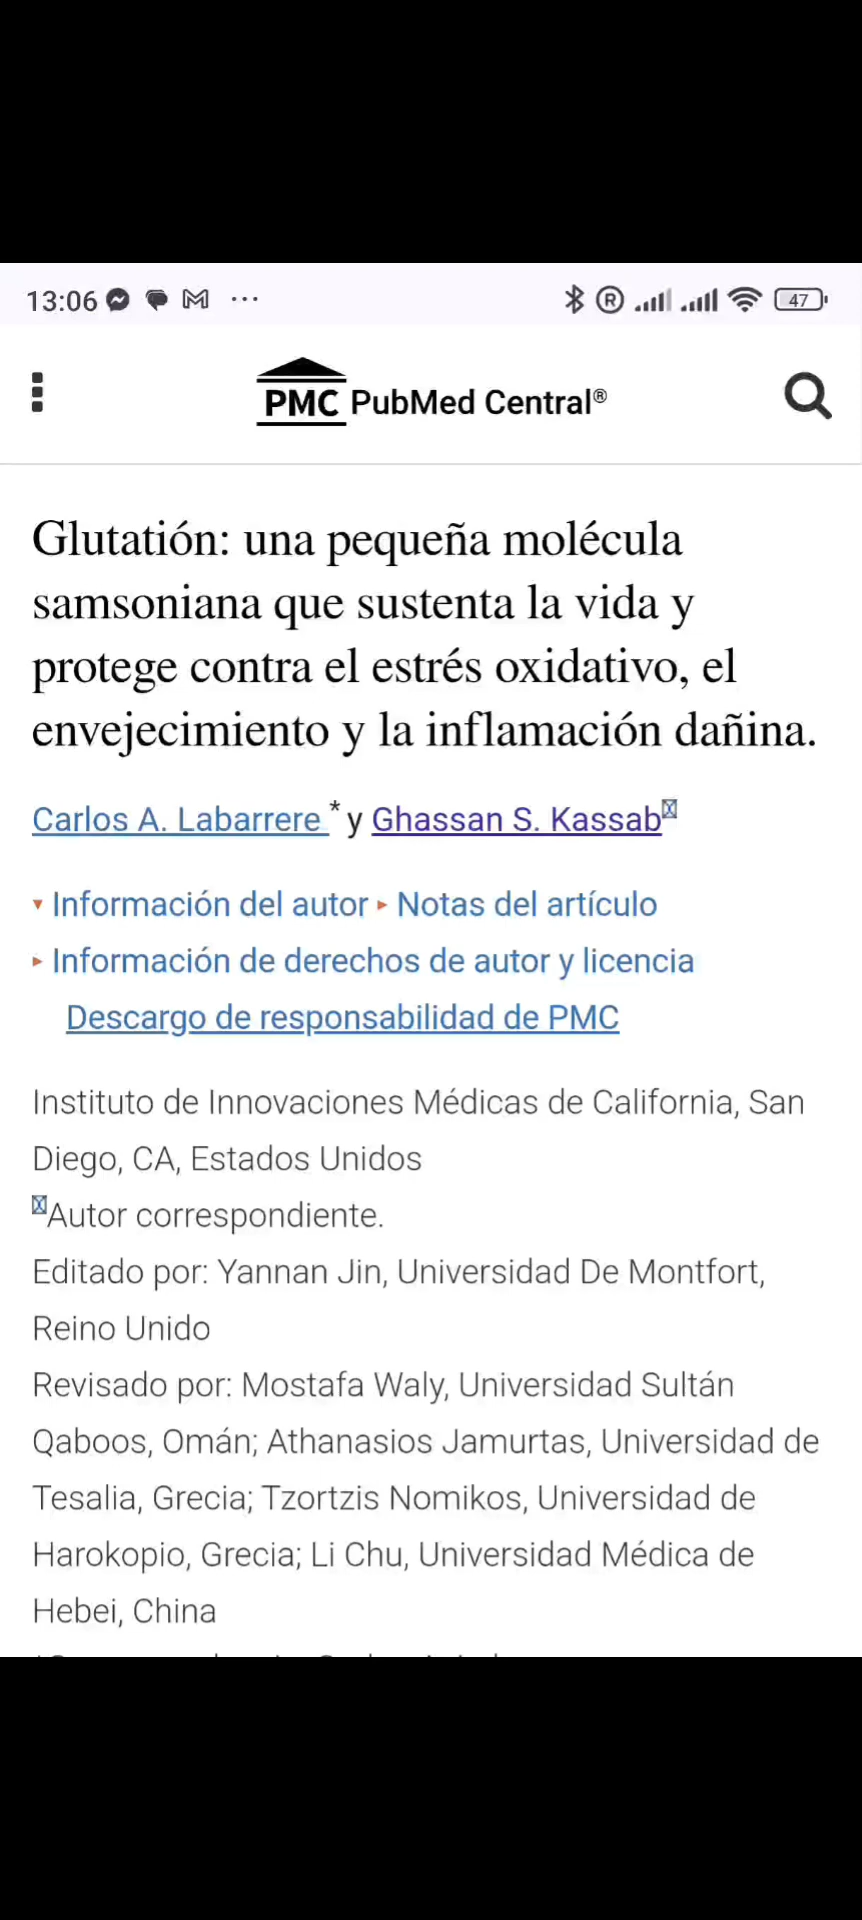 13:06
47
PMC PubMed Central®
Glutatión: una pequeña molécula
samsoniana que sustenta la vida y
protege contra el estrés oxidativo, el
envejecimiento y la inflamación dañina.
Carlos A. Labarrere * y Ghassan S. Kassab
Información del autor Notas del artículo
Información de derechos de autor y licencia
Descargo de responsabilidad de PMC
Instituto de Innovaciones Médicas de California, San
Diego, CA, Estados Unidos
Autor correspondiente.
Editado por: Yannan Jin, Universidad De Montfort,
Reino Unido
Revisado por: Mostafa Waly, Universidad Sultán
Qaboos, Omán; Athanasios Jamurtas, Universidad de
Tesalia, Grecia; Tzortzis Nomikos, Universidad de
Harokopio, Grecia; Li Chu, Universidad Médica de
Hebei, China